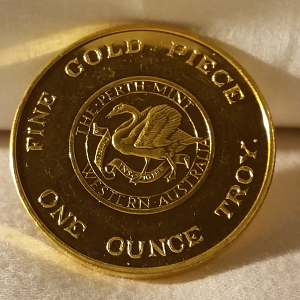 FINE GOLD PIECE
THE·PERTH·MINT
WESTERN·AUSTRALIA
ONE OUNCE TROY.